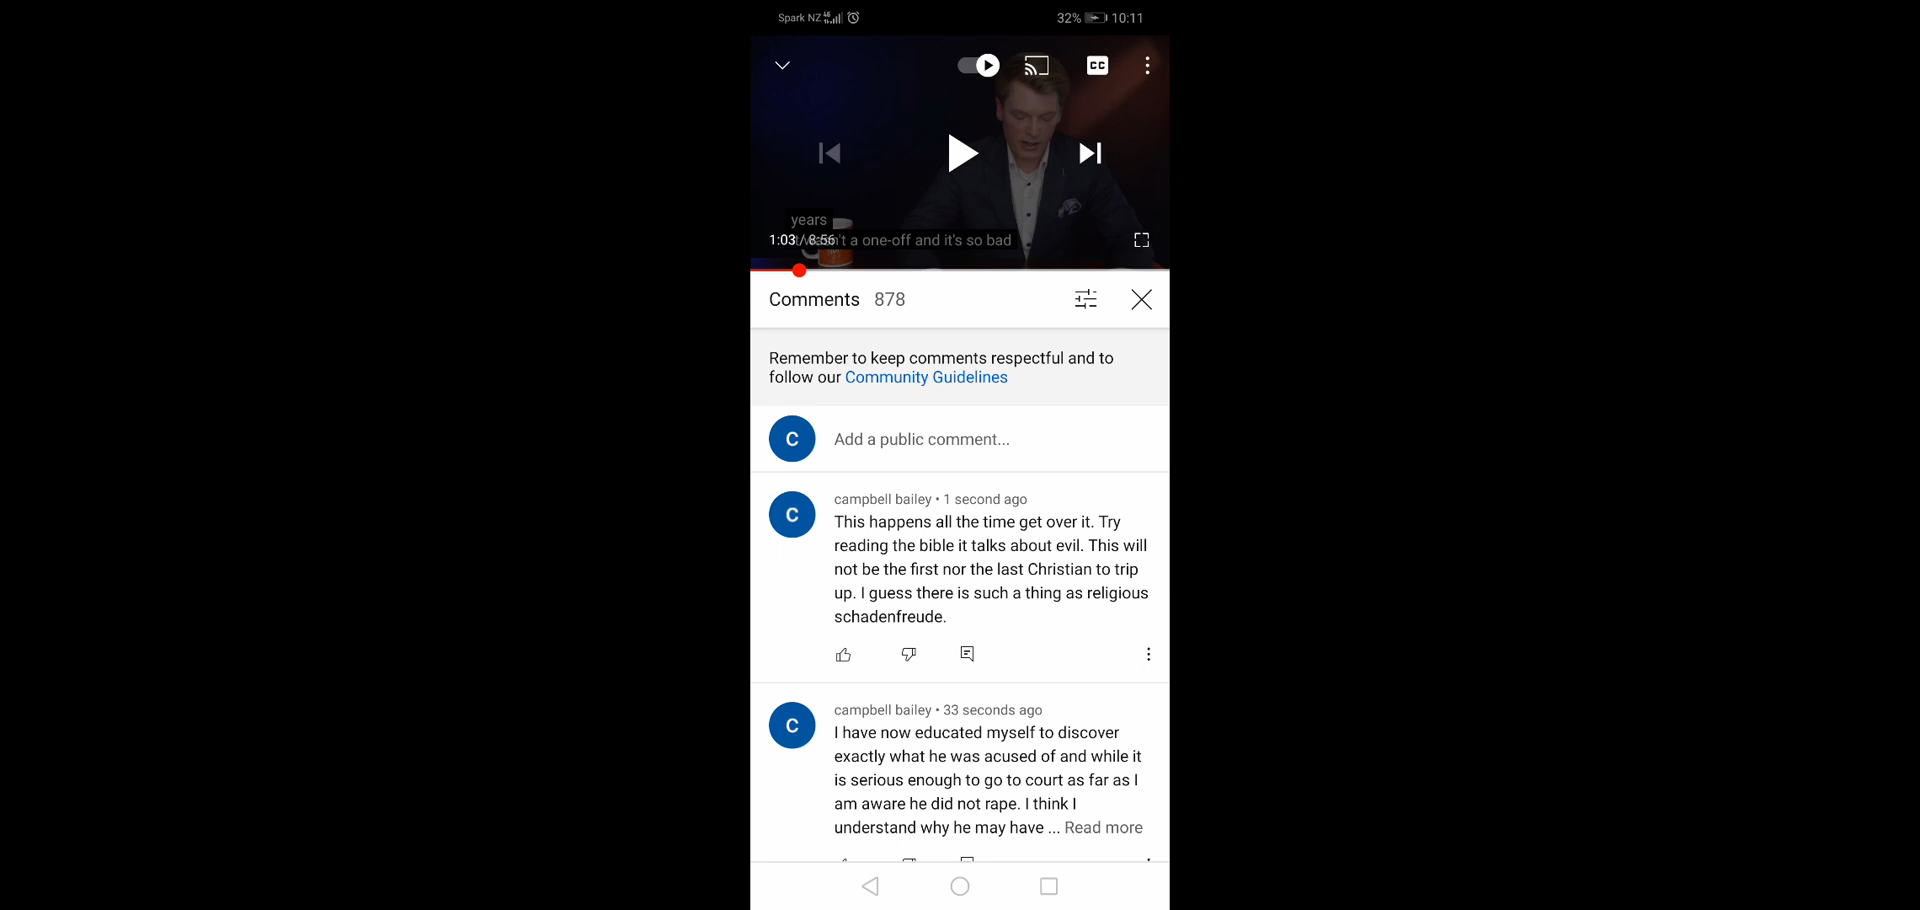 Spark NZ 32% 10:11
CC
years
1:03 / 8:56
it wasn't a one-off and it's so bad
Comments 878
Remember to keep comments respectful and to
follow our Community Guidelines
C Add a public comment...
campbell bailey • 1 second ago
C
This happens all the time get over it. Try
reading the bible it talks about evil. This will
not be the first nor the last Christian to trip
up. I guess there is such a thing as religious
schadenfreude.
campbell bailey • 33 seconds ago
C
I have now educated myself to discover
exactly what he was acused of and while it
is serious enough to go to court as far as I
am aware he did not rape. I think I
understand why he may have ... Read more